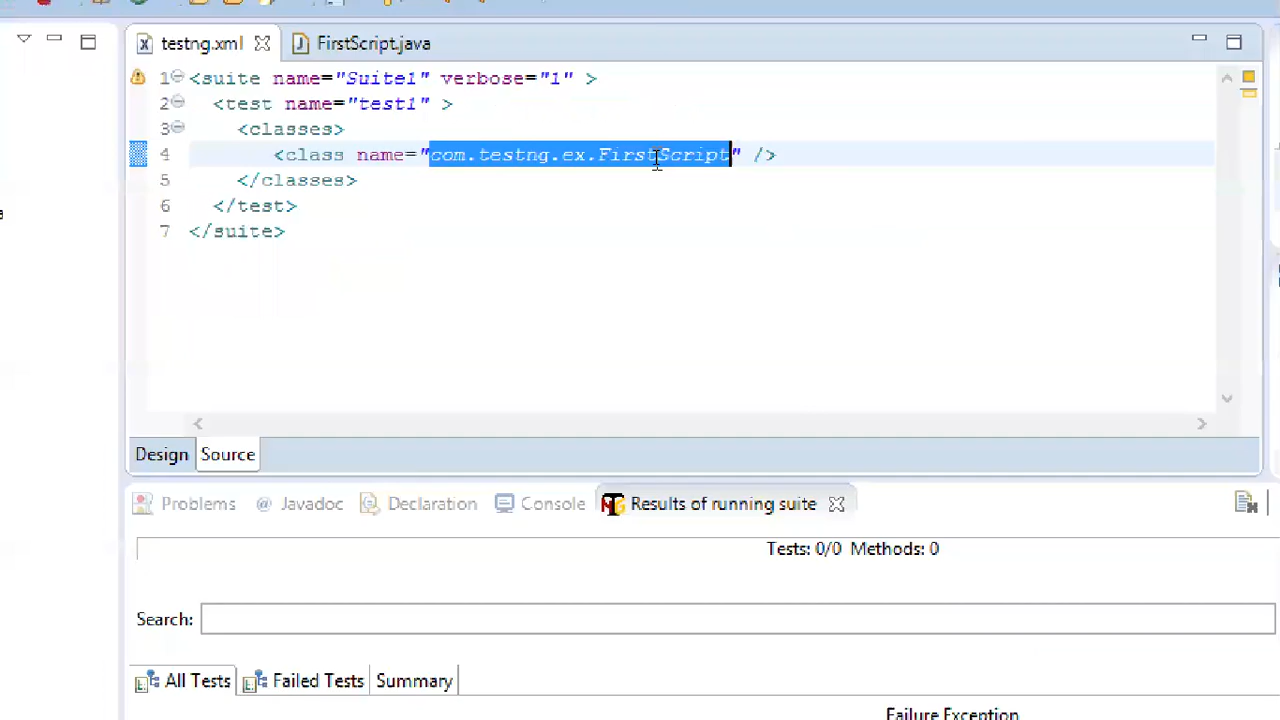 testng.xml FirstScript.java
1 <suite name="Suite1" verbose="1" >
2 <test name="test1" >
3 <classes>
4 <class name="com.testng.ex.FirstScript" />
5 </classes>
6 </test>
7 </suite>
Design Source
Problems @ Javadoc Declaration Console Results of running suite
Tests: 0/0 Methods: 0
Search:
All Tests Failed Tests Summary
Failure Exception